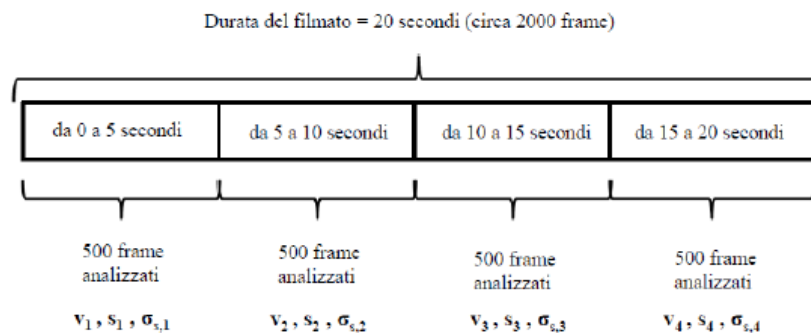 Durata del filmato = 20 secondi (circa 2000 frame)
da 0 a 5 secondi
da 5 a 10 secondi
da 10 a 15 secondi
da 15 a 20 secondi
500 frame
analizzati
500 frame
analizzati
500 frame
analizzati
500 frame
analizzati
v₁ , s₁ , σₛ,₁
v₂ , s₂ , σₛ,₂
v₃ , s₃ , σₛ,₃
v₄ , s₄ , σₛ,₄